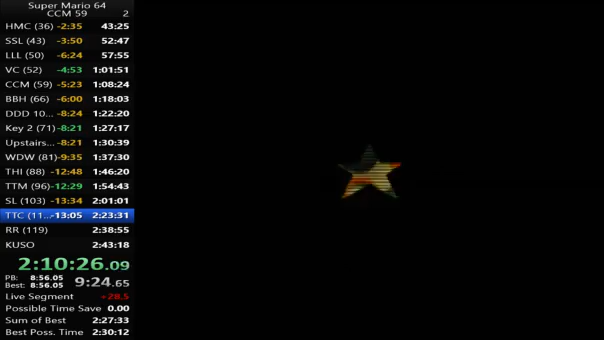 Super Mario 64
CCM 59 2
HMC (36) -2:35 43:25
SSL (43) -3:50 52:47
LLL (50) -6:24 57:55
VC (52) -4:53 1:01:51
CCM (59) -5:23 1:08:24
BBH (66) -6:00 1:18:03
DDD 10... -8:24 1:22:20
Key 2 (71) -8:21 1:27:17
Upstairs... -8:21 1:30:39
WDW (81) -9:35 1:37:30
THI (88) -12:48 1:46:20
TTM (96) -12:29 1:54:43
SL (103) -13:34 2:01:01
TTC (11... -13:05 2:23:31
RR (119) 2:38:55
KUSO 2:43:18
2:10:26.09
PB: 8:56.05
Best: 8:56.05 9:24.65
Live Segment +28.5
Possible Time Save 0.00
Sum of Best 2:27:33
Best Poss. Time 2:30:12